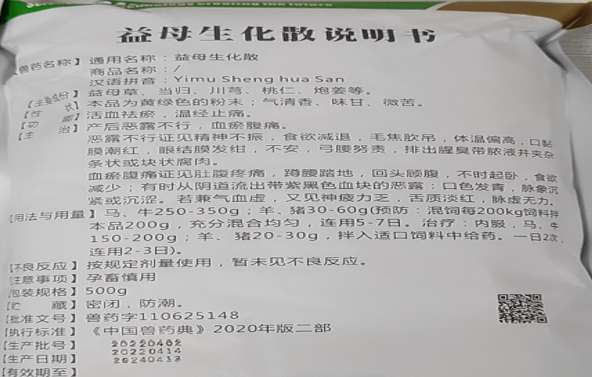 益母生化散说明书
【兽药名称】通用名称：益母生化散
商品名称：/
汉语拼音：Yimu Sheng hua San
【主要成分】益母草、当归、川芎、桃仁、炮姜等。
【性 状】本品为黄绿色的粉末；气清香、味甘、微苦。
【功 能】活血祛瘀，温经止痛。
【主 治】产后恶露不行，血瘀腹痛。
恶露不行证见精神不振，食欲减退，毛焦肷吊，体温偏高，口黏
膜潮红，眼结膜发绀，不安，弓腰努责，排出腥臭带脓液并夹杂
条状或块状腐肉。
血瘀腹痛证见肚腹疼痛，蹲腰踏地，回头顾腹，不时起卧，食欲
减少；有时从阴道流出带紫黑色血块的恶露；口色发青，脉象沉
紧或沉涩。若兼气血虚，又见神疲力乏，舌质淡红，脉虚无力。
【用法与用量】马、牛250-350g；羊、猪30-60g(预防：混饲每200kg饲料拌
本品200g，充分混合均匀，连用5-7日。治疗：内服，马、牛
150-200g；羊、猪20-30g，拌入适口饲料中给药。一日2次，
连用2-3日)。
【不良反应】按规定剂量使用，暂未见不良反应。
【注意事项】孕畜慎用
【包装规格】500g
【贮 藏】密闭，防潮。
【批准文号】兽药字110625148
【执行标准】《中国兽药典》2020年版二部
【生产批号】20220402
【生产日期】20220414
【有效期至】20240413